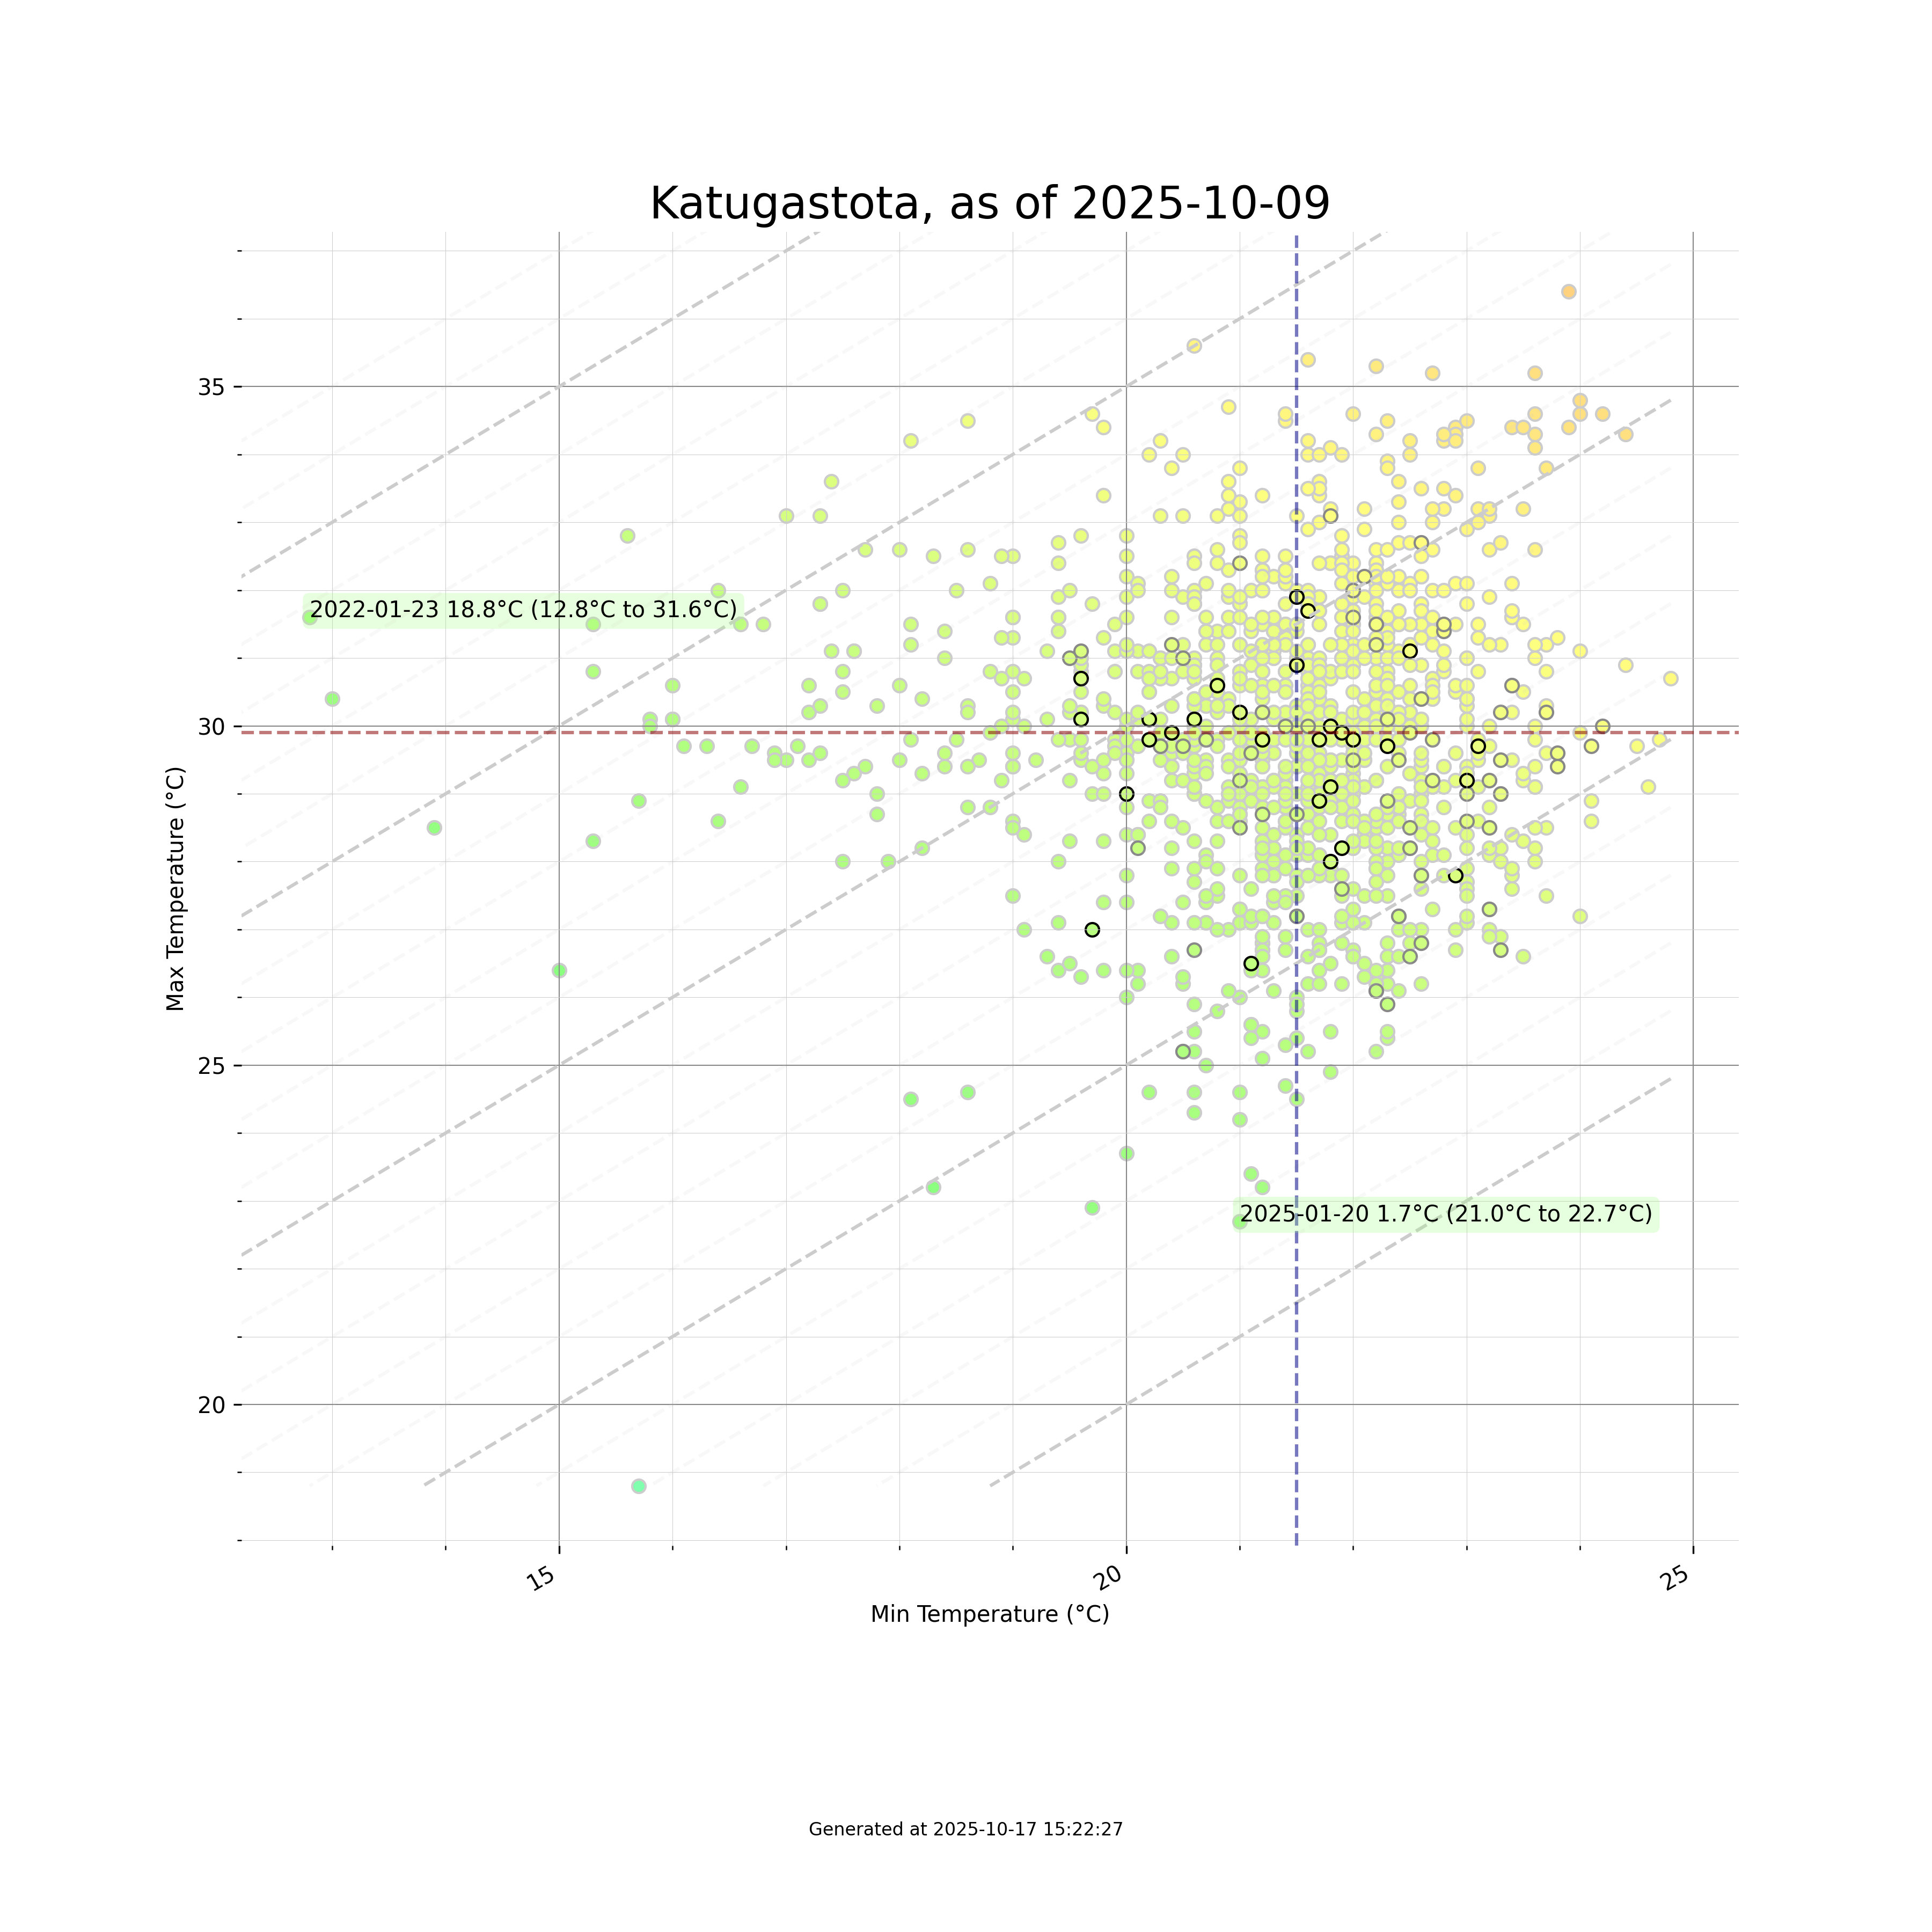 Katugastota, as of 2025-10-09
35
2022-01-23 18.8°C (12.8°C to 31.6°C)
30
Max Temperature (°C)
25
2025-01-20 1.7°C (21.0°C to 22.7°C)
20
15
20
25
Min Temperature (°C)
Generated at 2025-10-17 15:22:27